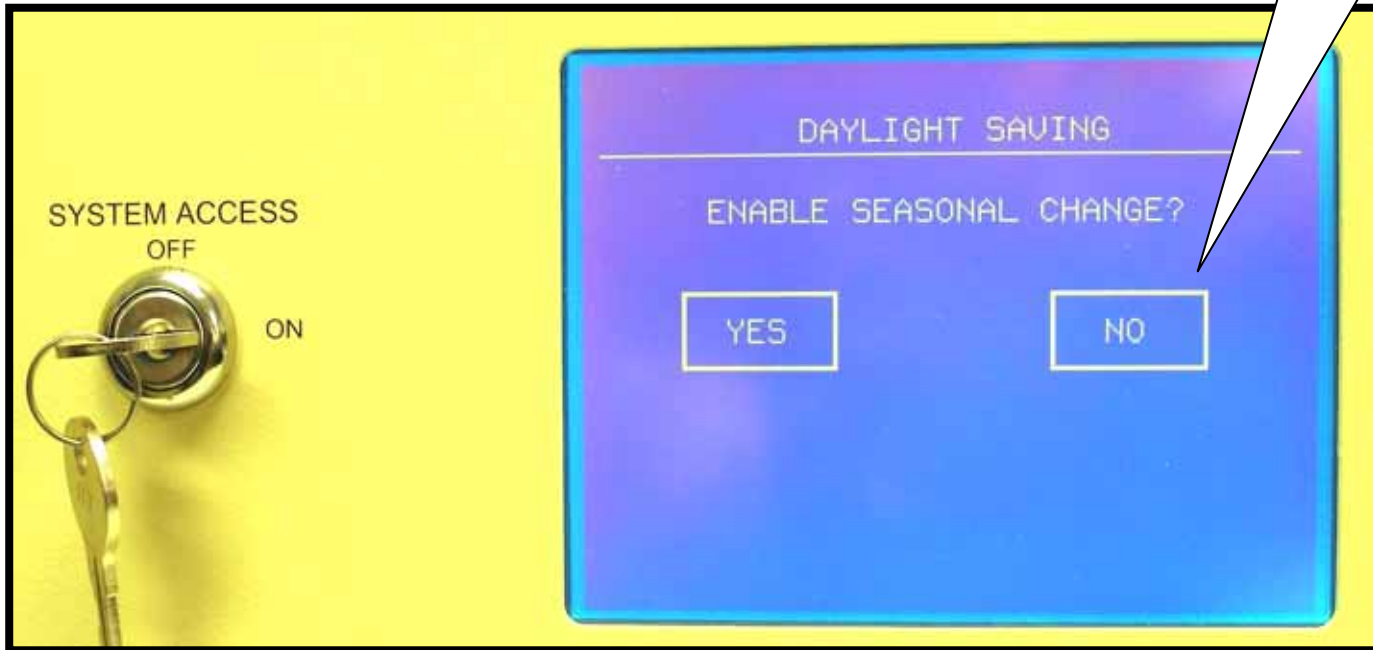 SYSTEM ACCESS
OFF
ON
DAYLIGHT SAVING
ENABLE SEASONAL CHANGE?
YES
NO